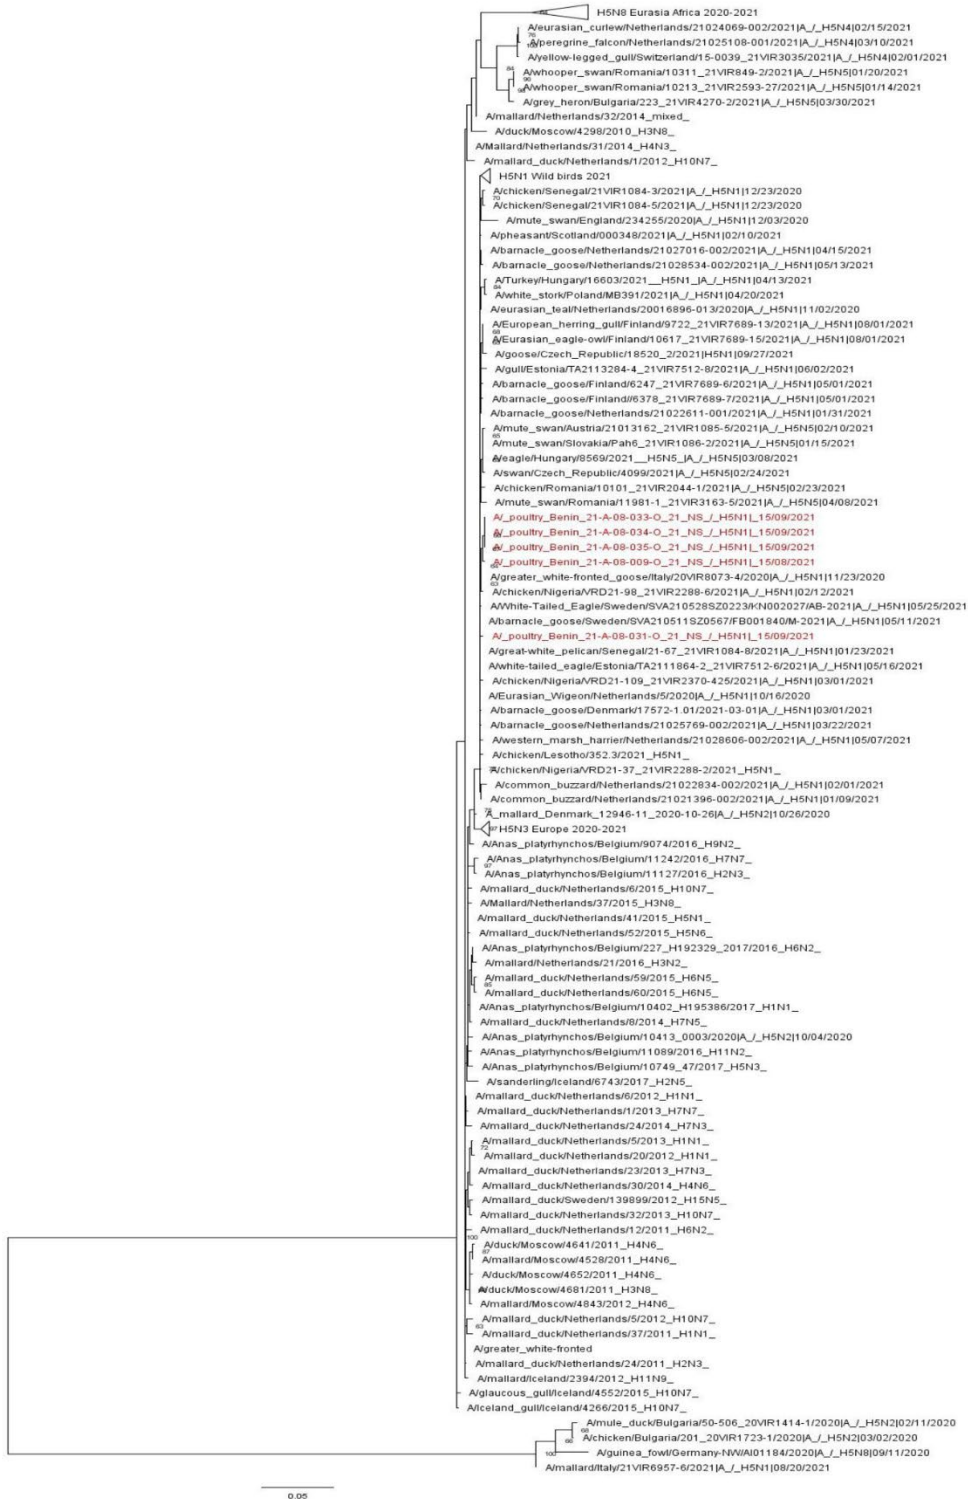 H5N8 Eurasia Africa 2020-2021
A/eurasian_curlew/Netherlands/21024069-002/2021|A_/_H5N4|02/15/2021
A/peregrine_falcon/Netherlands/21025108-001/2021|A_/_H5N4|03/10/2021
A/yellow-legged_gull/Switzerland/15-0039_21VIR3035/2021|A_/_H5N4|02/01/2021
A/whooper_swan/Romania/10311_21VIR849-2/2021|A_/_H5N5|01/20/2021
A/whooper_swan/Romania/10213_21VIR2593-27/2021|A_/_H5N5|01/14/2021
A/grey_heron/Bulgaria/223_21VIR4270-2/2021|A_/_H5N5|03/30/2021
A/mallard/Netherlands/32/2014_mixed_
A/duck/Moscow/4298/2010_H3N8_
A/Mallard/Netherlands/31/2014_H4N3_
A/mallard_duck/Netherlands/1/2012_H10N7_
H5N1 Wild birds 2021
A/chicken/Senegal/21VIR1084-3/2021|A_/_H5N1|12/23/2020
A/chicken/Senegal/21VIR1084-5/2021|A_/_H5N1|12/23/2020
A/mute_swan/England/234255/2020|A_/_H5N1|12/03/2020
A/pheasant/Scotland/000348/2021|A_/_H5N1|02/10/2021
A/barnacle_goose/Netherlands/21027016-002/2021|A_/_H5N1|04/15/2021
A/barnacle_goose/Netherlands/21028534-002/2021|A_/_H5N1|05/13/2021
A/Turkey/Hungary/16603/2021__H5N1_|A_/_H5N1|04/13/2021
A/white_stork/Poland/MB391/2021|A_/_H5N1|04/20/2021
A/eurasian_teal/Netherlands/20016896-013/2020|A_/_H5N1|11/02/2020
A/European_herring_gull/Finland/9722_21VIR7689-13/2021|A_/_H5N1|08/01/2021
A/Eurasian_eagle-owl/Finland/10617_21VIR7689-15/2021|A_/_H5N1|08/01/2021
A/goose/Czech_Republic/18520_2/2021|H5N1|09/27/2021
A/gull/Estonia/TA2113284-4_21VIR7512-8/2021|A_/_H5N1|06/02/2021
A/barnacle_goose/Finland/6247_21VIR7689-6/2021|A_/_H5N1|05/01/2021
A/barnacle_goose/Finland//6378_21VIR7689-7/2021|A_/_H5N1|05/01/2021
A/barnacle_goose/Netherlands/21022611-001/2021|A_/_H5N1|01/31/2021
A/mute_swan/Austria/21013162_21VIR1085-5/2021|A_/_H5N5|02/10/2021
A/mute_swan/Slovakia/Pah6_21VIR1086-2/2021|A_/_H5N5|01/15/2021
A/eagle/Hungary/8569/2021__H5N5_|A_/_H5N5|03/08/2021
A/swan/Czech_Republic/4099/2021|A_/_H5N5|02/24/2021
A/chicken/Romania/10101_21VIR2044-1/2021|A_/_H5N5|02/23/2021
A/mute_swan/Romania/11981-1_21VIR3163-5/2021|A_/_H5N5|04/08/2021
A/_poultry_Benin_21-A-08-033-O_21_NS_/_H5N1|_15/09/2021
A/_poultry_Benin_21-A-08-034-O_21_NS_/_H5N1|_15/09/2021
A/_poultry_Benin_21-A-08-035-O_21_NS_/_H5N1|_15/09/2021
A/_poultry_Benin_21-A-08-009-O_21_NS_/_H5N1|_15/08/2021
A/greater_white-fronted_goose/Italy/20VIR8073-4/2020|A_/_H5N1|11/23/2020
A/chicken/Nigeria/VRD21-98_21VIR2288-6/2021|A_/_H5N1|02/12/2021
A/White-Tailed_Eagle/Sweden/SVA210528SZ0223/KN002027/AB-2021|A_/_H5N1|05/25/2021
A/barnacle_goose/Sweden/SVA210511SZ0567/FB001840/M-2021|A_/_H5N1|05/11/2021
A/_poultry_Benin_21-A-08-031-O_21_NS_/_H5N1|_15/09/2021
A/great-white_pelican/Senegal/21-67_21VIR1084-8/2021|A_/_H5N1|01/23/2021
A/white-tailed_eagle/Estonia/TA2111864-2_21VIR7512-6/2021|A_/_H5N1|05/16/2021
A/chicken/Nigeria/VRD21-109_21VIR2370-425/2021|A_/_H5N1|03/01/2021
A/Eurasian_Wigeon/Netherlands/5/2020|A_/_H5N1|10/16/2020
A/barnacle_goose/Denmark/17572-1.01/2021-03-01|A_/_H5N1|03/01/2021
A/barnacle_goose/Netherlands/21025769-002/2021|A_/_H5N1|03/22/2021
A/western_marsh_harrier/Netherlands/21028606-002/2021|A_/_H5N1|05/07/2021
A/chicken/Lesotho/352.3/2021_H5N1_
A/chicken/Nigeria/VRD21-37_21VIR2288-2/2021_H5N1_
A/common_buzzard/Netherlands/21022834-002/2021|A_/_H5N1|02/01/2021
A/common_buzzard/Netherlands/21021396-002/2021|A_/_H5N1|01/09/2021
A_mallard_Denmark_12946-11_2020-10-26|A_/_H5N2|10/26/2020
H5N3 Europe 2020-2021
A/Anas_platyrhynchos/Belgium/9074/2016_H9N2_
A/Anas_platyrhynchos/Belgium/11242/2016_H7N7_
A/Anas_platyrhynchos/Belgium/11127/2016_H2N3_
A/mallard_duck/Netherlands/6/2015_H10N7_
A/Mallard/Netherlands/37/2015_H3N8_
A/mallard_duck/Netherlands/41/2015_H5N1_
A/mallard_duck/Netherlands/52/2015_H5N6_
A/Anas_platyrhynchos/Belgium/227_H192329_2017/2016_H6N2_
A/mallard/Netherlands/21/2016_H3N2_
A/mallard_duck/Netherlands/59/2015_H6N5_
A/mallard_duck/Netherlands/60/2015_H6N5_
A/Anas_platyrhynchos/Belgium/10402_H195386/2017_H1N1_
A/mallard_duck/Netherlands/8/2014_H7N5_
A/Anas_platyrhynchos/Belgium/10413_0003/2020|A_/_H5N2|10/04/2020
A/Anas_platyrhynchos/Belgium/11089/2016_H11N2_
A/Anas_platyrhynchos/Belgium/10749_47/2017_H5N3_
A/sanderling/Iceland/6743/2017_H2N5_
A/mallard_duck/Netherlands/6/2012_H1N1_
A/mallard_duck/Netherlands/1/2013_H7N7_
A/mallard_duck/Netherlands/24/2014_H7N3_
A/mallard_duck/Netherlands/5/2013_H1N1_
A/mallard_duck/Netherlands/20/2012_H1N1_
A/mallard_duck/Netherlands/23/2013_H7N3_
A/mallard_duck/Netherlands/30/2014_H4N6_
A/mallard_duck/Sweden/139899/2012_H15N5_
A/mallard_duck/Netherlands/32/2013_H10N7_
A/mallard_duck/Netherlands/12/2011_H6N2_
100
A/duck/Moscow/4641/2011_H4N6_
A/mallard/Moscow/4528/2011_H4N6_
A/duck/Moscow/4652/2011_H4N6_
A/duck/Moscow/4681/2011_H3N8_
A/mallard/Moscow/4843/2012_H4N6_
A/mallard_duck/Netherlands/5/2012_H10N7_
A/mallard_duck/Netherlands/37/2011_H1N1_
A/greater_white-fronted
A/mallard_duck/Netherlands/24/2011_H2N3_
A/mallard/Iceland/2394/2012_H11N9_
A/glaucous_gull/Iceland/4552/2015_H10N7_
A/Iceland_gull/Iceland/4266/2015_H10N7_
A/mule_duck/Bulgaria/50-506_20VIR1414-1/2020|A_/_H5N2|02/11/2020
A/chicken/Bulgaria/201_20VIR1723-1/2020|A_/_H5N2|03/02/2020
A/guinea_fowl/Germany-NW/AI01184/2020|A_/_H5N8|09/11/2020
100
A/mallard/Italy/21VIR6957-6/2021|A_/_H5N1|08/20/2021
0.05